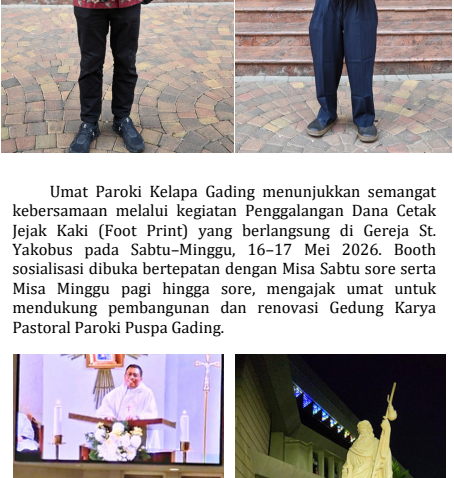 Umat Paroki Kelapa Gading menunjukkan semangat
kebersamaan melalui kegiatan Penggalangan Dana Cetak
Jejak Kaki (Foot Print) yang berlangsung di Gereja St.
Yakobus pada Sabtu–Minggu, 16–17 Mei 2026. Booth
sosialisasi dibuka bertepatan dengan Misa Sabtu sore serta
Misa Minggu pagi hingga sore, mengajak umat untuk
mendukung pembangunan dan renovasi Gedung Karya
Pastoral Paroki Puspa Gading.